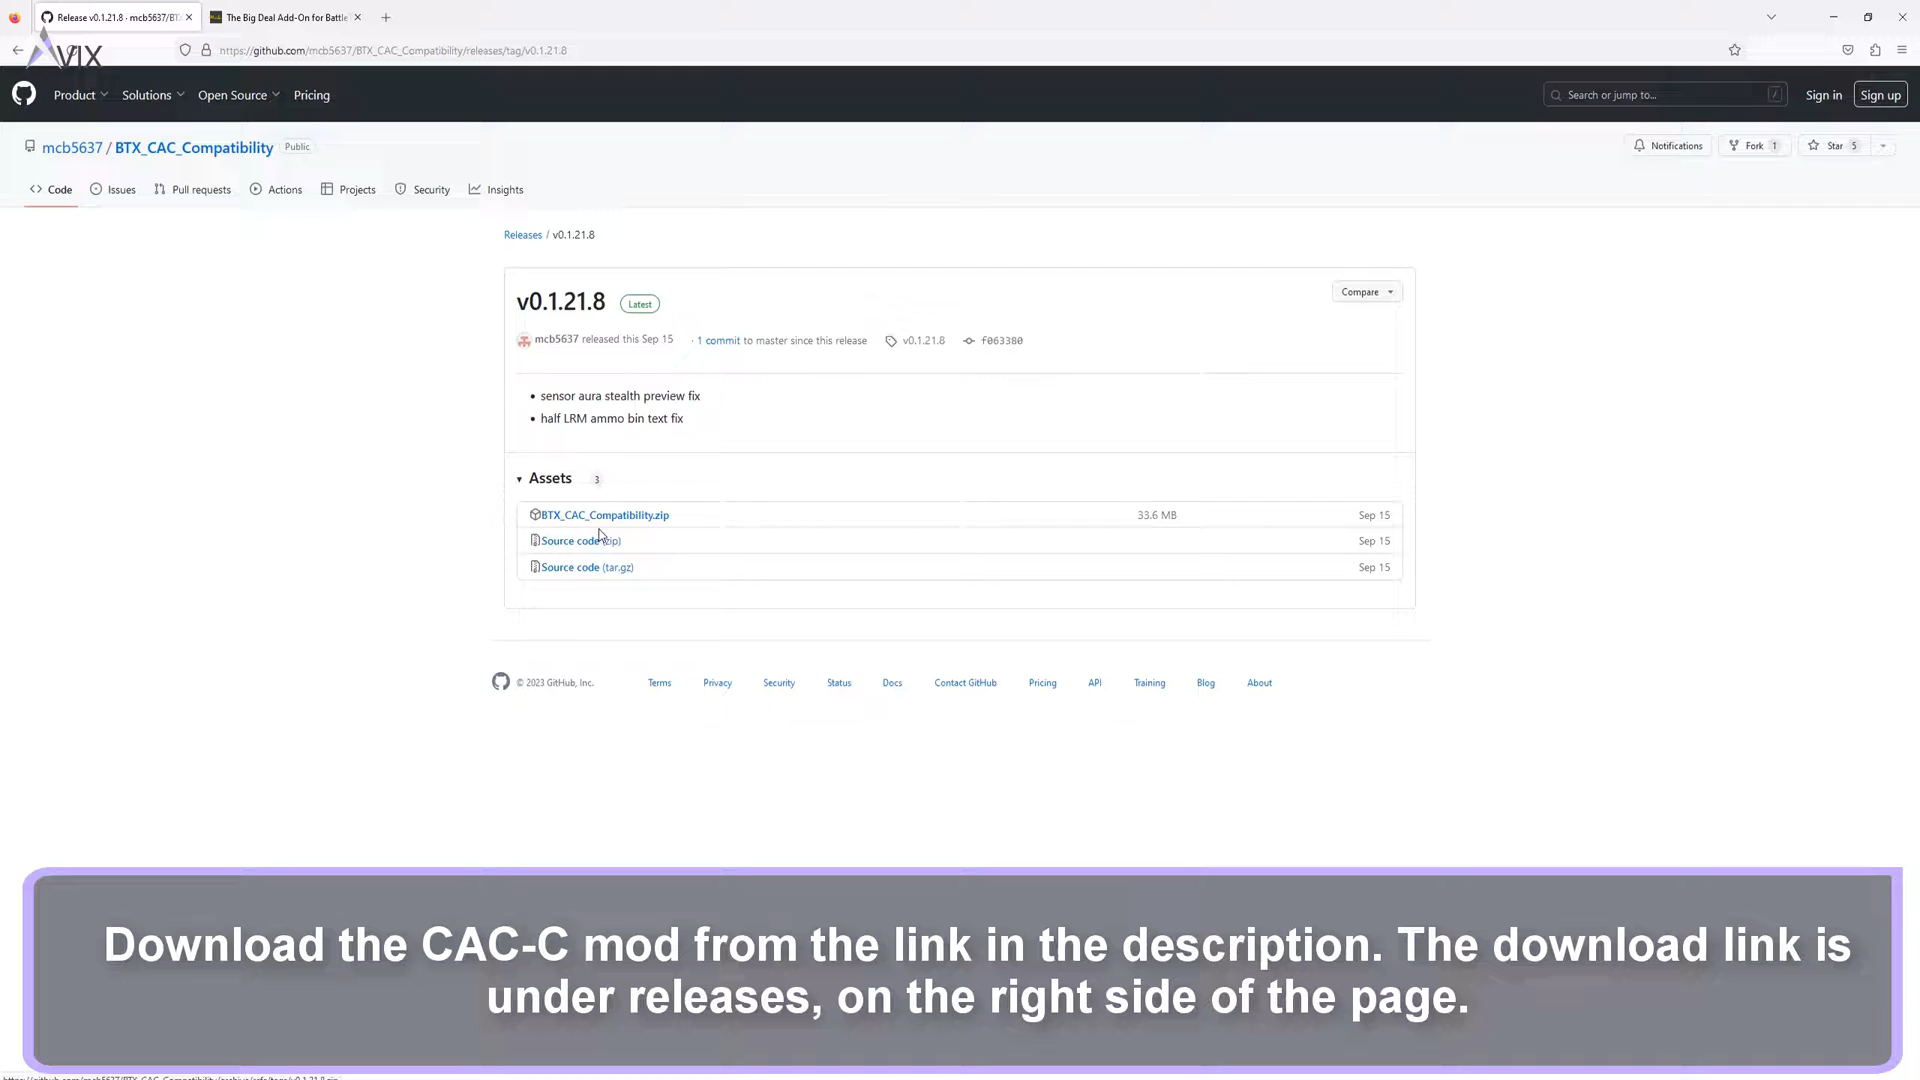 Release v0.1.21.8 · mcb5637/BT
The Big Deal Add-On for Battle
AVIX
https://github.com/mcb5637/BTX_CAC_Compatibility/releases/tag/v0.1.21.8
Product
Solutions
Open Source
Pricing
Search or jump to...
/
Sign in
Sign up
mcb5637 / BTX_CAC_Compatibility
Public
Notifications
Fork 1
Star 5
Code
Issues
Pull requests
Actions
Projects
Security
Insights
Releases / v0.1.21.8
v0.1.21.8
Latest
Compare
mcb5637 released this Sep 15
· 1 commit to master since this release
v0.1.21.8
f063380
• sensor aura stealth preview fix
• half LRM ammo bin text fix
Assets 3
BTX_CAC_Compatibility.zip 33.6 MB Sep 15
Source code (zip) Sep 15
Source code (tar.gz) Sep 15
© 2023 GitHub, Inc.
Terms
Privacy
Security
Status
Docs
Contact GitHub
Pricing
API
Training
Blog
About
Download the CAC-C mod from the link in the description. The download link is
under releases, on the right side of the page.